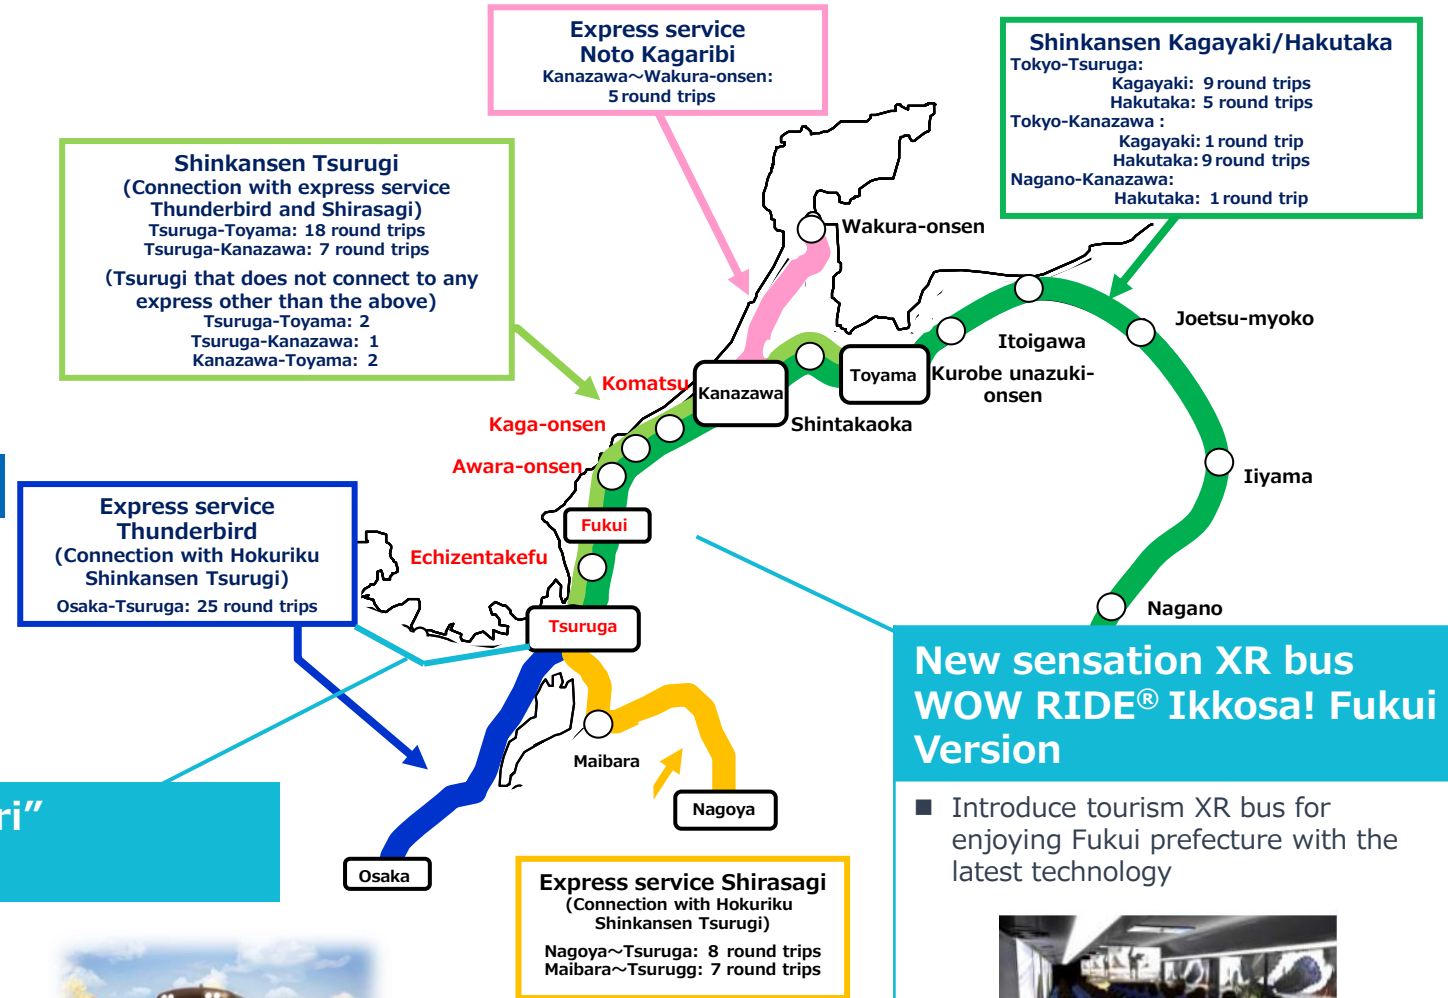 Express service
Noto Kagaribi
Kanazawa～Wakura-onsen:
5 round trips
Shinkansen Kagayaki/Hakutaka
Tokyo-Tsuruga:
Kagayaki: 9 round trips
Hakutaka: 5 round trips
Tokyo-Kanazawa :
Kagayaki: 1 round trip
Hakutaka: 9 round trips
Nagano-Kanazawa:
Hakutaka: 1 round trip
Shinkansen Tsurugi
(Connection with express service
Thunderbird and Shirasagi)
Tsuruga-Toyama: 18 round trips
Tsuruga-Kanazawa: 7 round trips
(Tsurugi that does not connect to any
express other than the above)
Tsuruga-Toyama: 2
Tsuruga-Kanazawa: 1
Kanazawa-Toyama: 2
Wakura-onsen
Joetsu-myoko
Itoigawa
Kurobe unazuki-
onsen
Toyama
Komatsu
Kanazawa
Shintakaoka
Kaga-onsen
Awara-onsen
Iiyama
Fukui
Echizentakefu
Nagano
Tsuruga
Express service
Thunderbird
(Connection with Hokuriku
Shinkansen Tsurugi)
Osaka-Tsuruga: 25 round trips
Maibara
Nagoya
Osaka
New sensation XR bus
WOW RIDE® Ikkosa! Fukui
Version
■ Introduce tourism XR bus for
enjoying Fukui prefecture with the
latest technology
ri”
Express service Shirasagi
(Connection with Hokuriku
Shinkansen Tsurugi)
Nagoya～Tsuruga: 8 round trips
Maibara～Tsurugg: 7 round trips